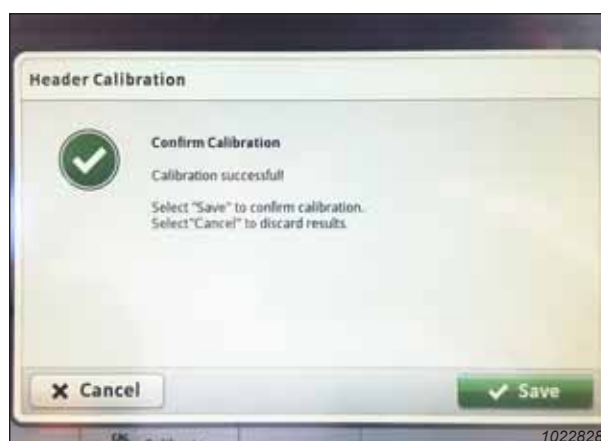 Header Calibration
Confirm Calibration
Calibration successful!
Select "Save" to confirm calibration.
Select "Cancel" to discard results.
Cancel
Save
1022828